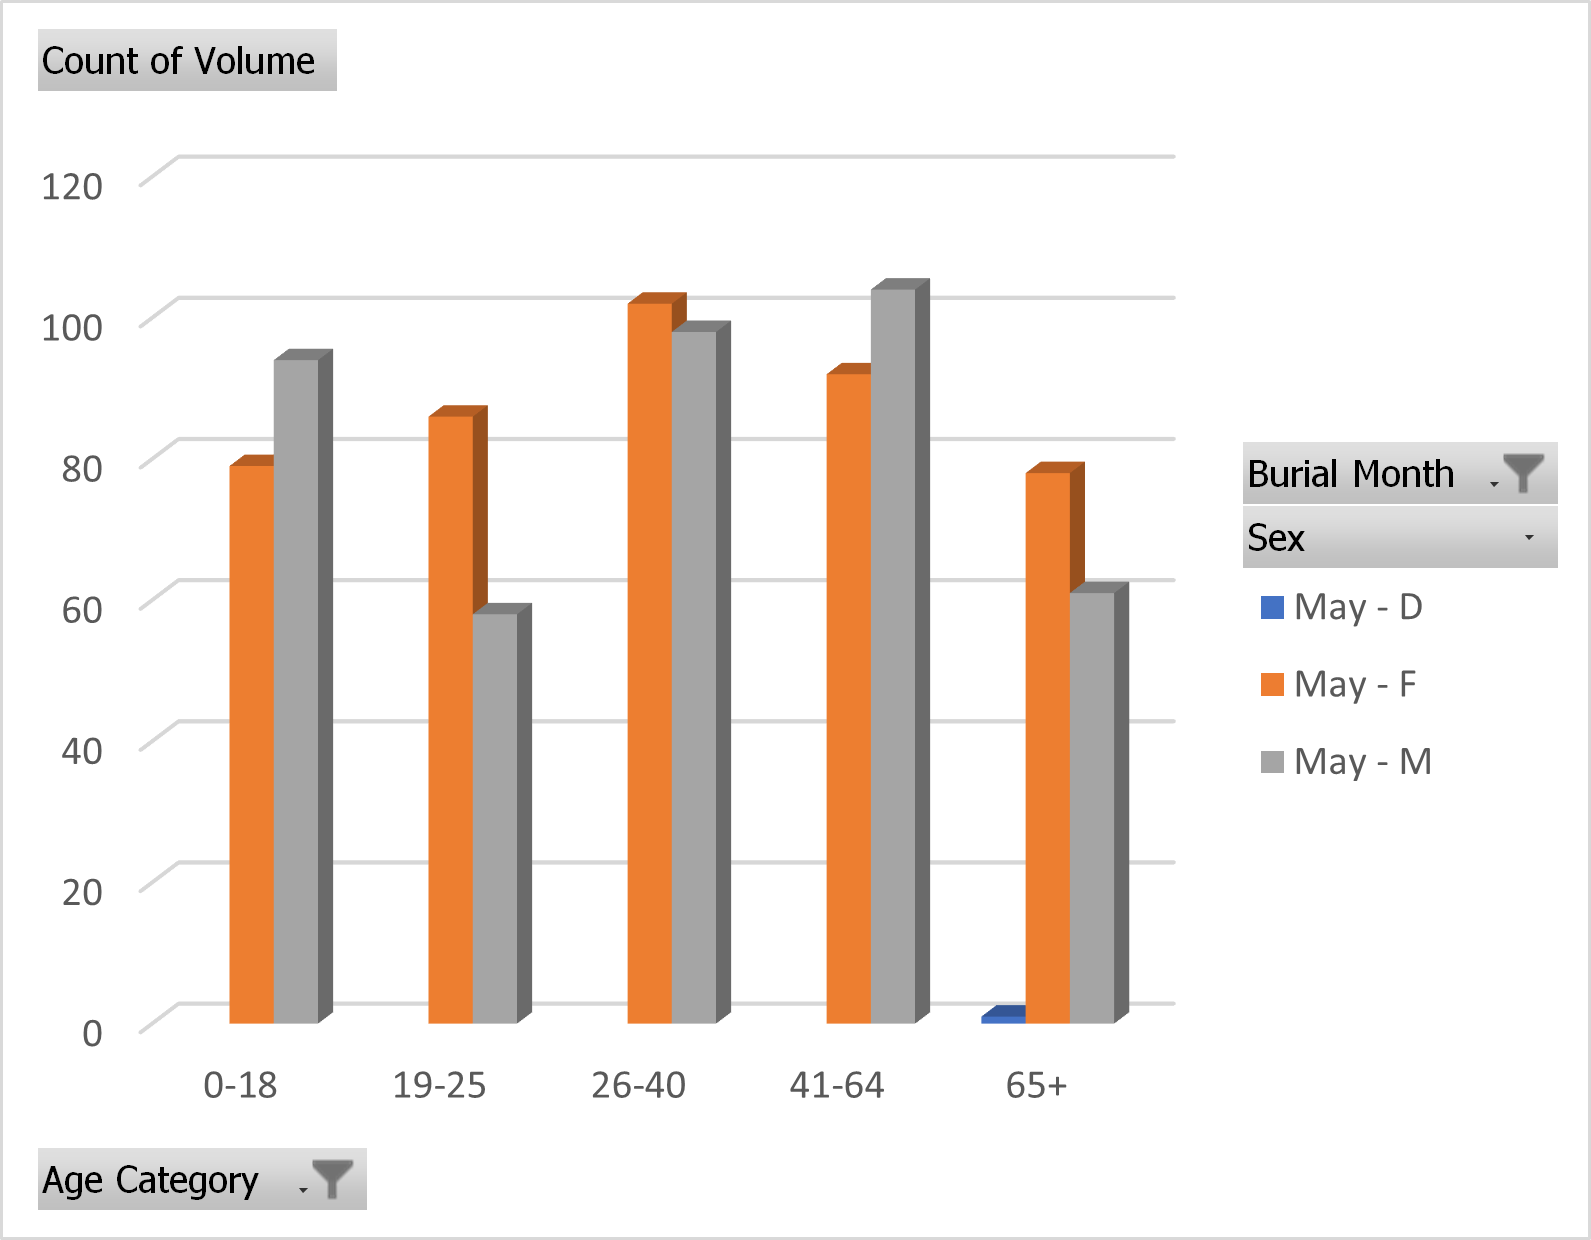 Count of Volume
120
100
80
60
40
20
0
0-18 19-25 26-40 41-64 65+
Burial Month
Sex
May - D
May - F
May - M
Age Category